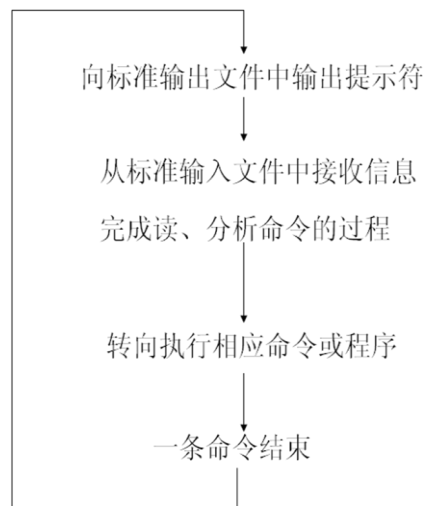 向标准输出文件中输出提示符
从标准输入文件中接收信息
完成读、分析命令的过程
转向执行相应命令或程序
一条命令结束